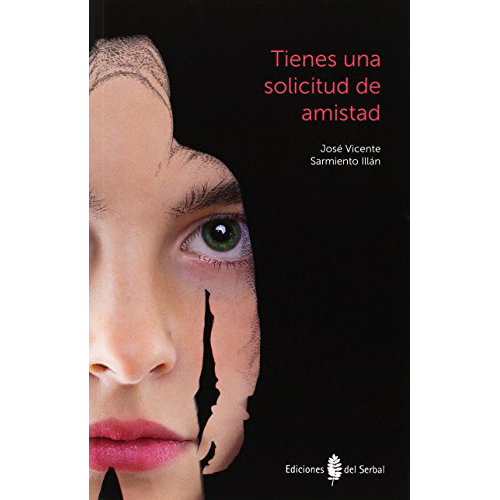 Tienes una
solicitud de
amistad
José Vicente
Sarmiento Illán
Ediciones del Serbal